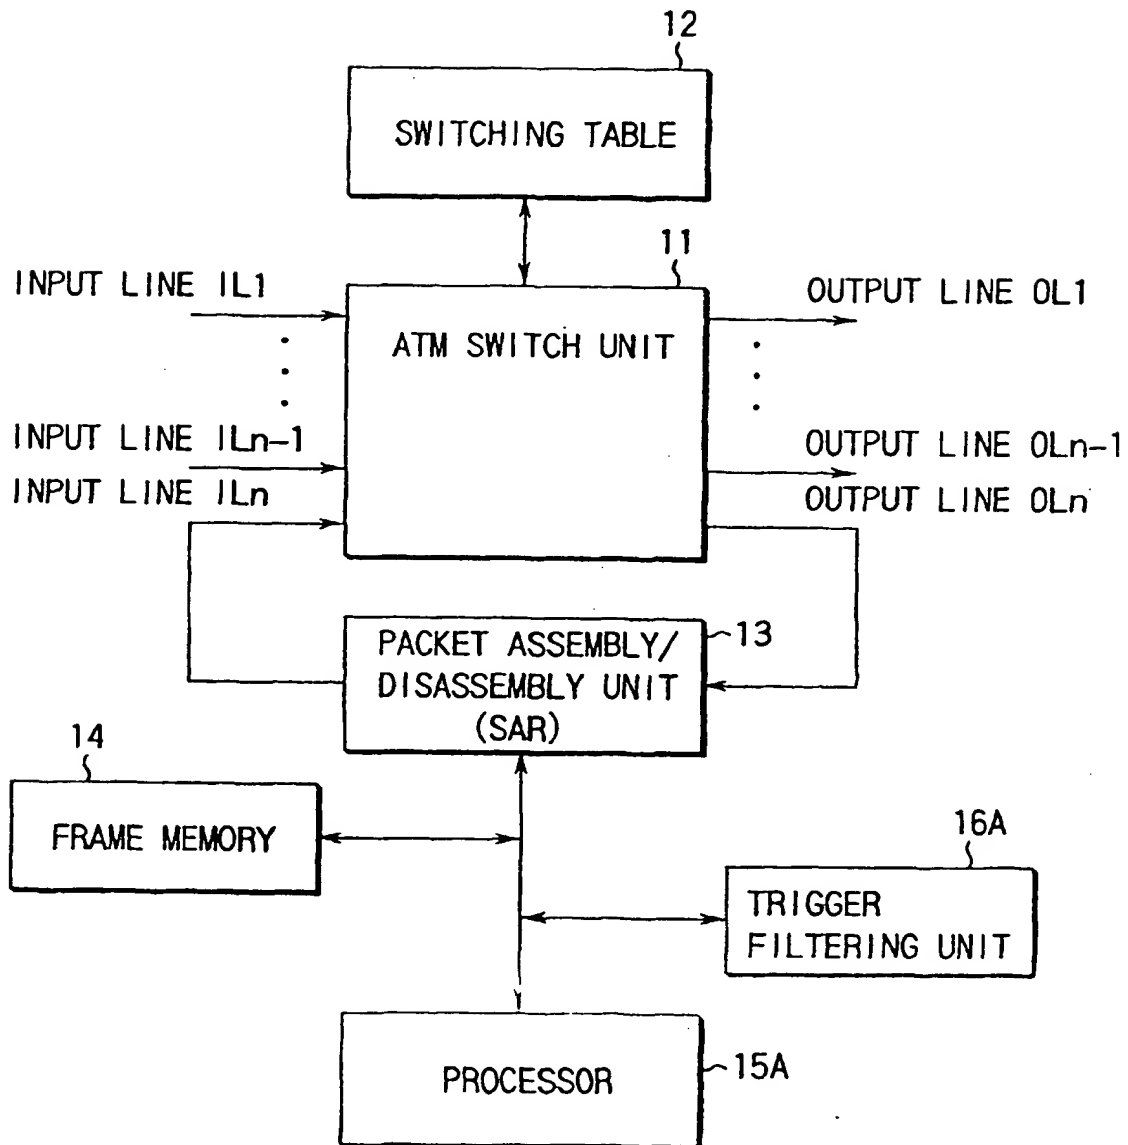 12
SWITCHING TABLE
11
INPUT LINE IL1
OUTPUT LINE OL1
ATM SWITCH UNIT
INPUT LINE ILn-1
OUTPUT LINE OLn-1
INPUT LINE ILn
OUTPUT LINE OLn
PACKET ASSEMBLY/
DISASSEMBLY UNIT
(SAR)
13
14
FRAME MEMORY
16A
TRIGGER
FILTERING UNIT
PROCESSOR
15A